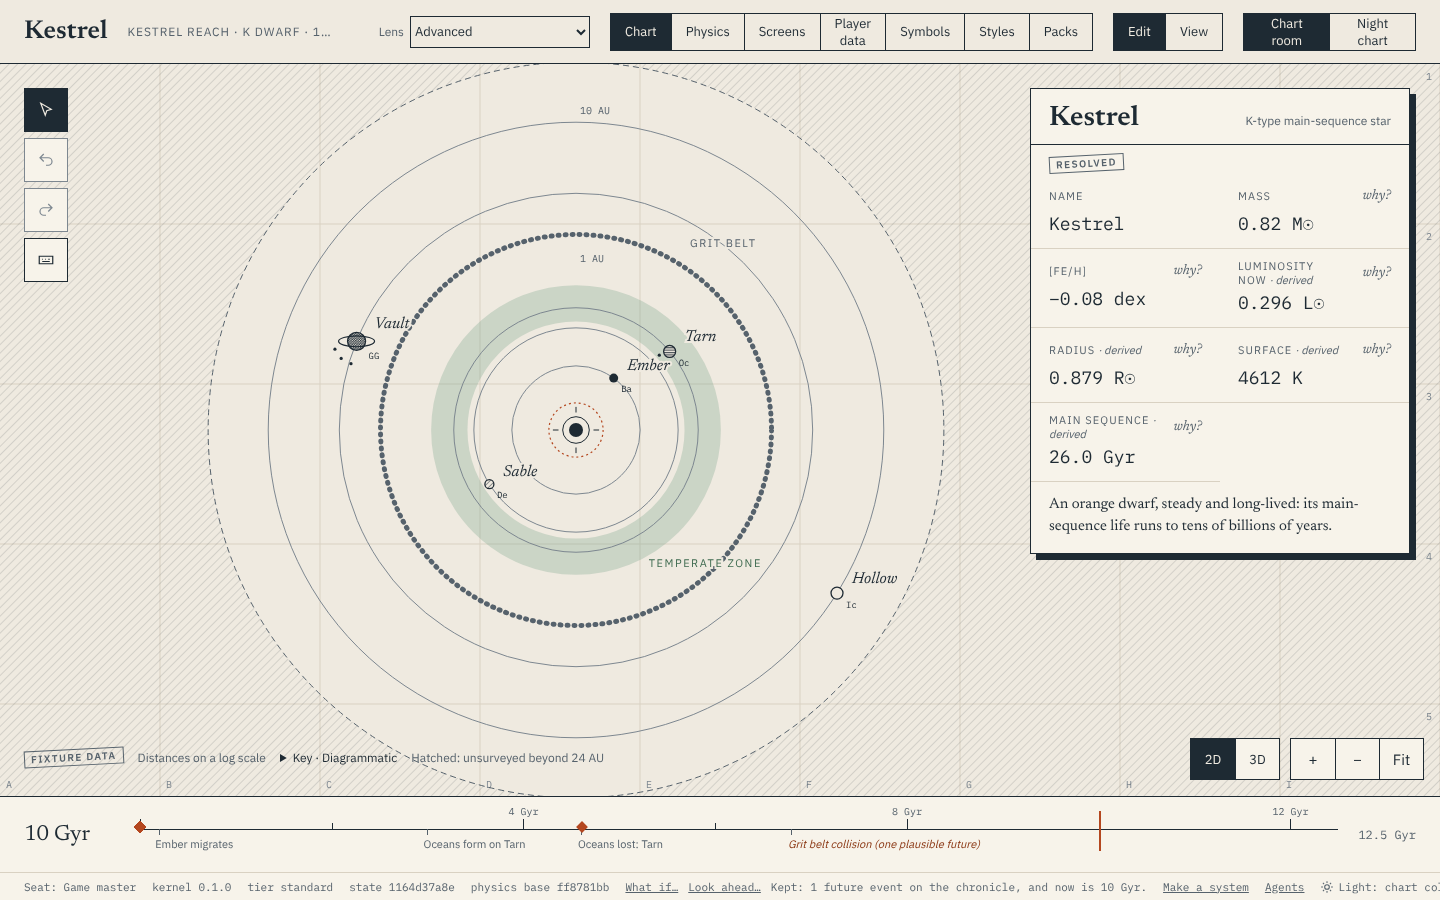 Kestrel
KESTREL REACH · K DWARF · 1…
Lens
Advanced
Chart
Physics
Screens
Player data
Symbols
Styles
Packs
Edit
View
Chart room
Night chart
1
2
3
4
5
10 AU
GRIT BELT
1 AU
Vault
GG
Tarn
Oc
Ember
Ba
Sable
De
TEMPERATE ZONE
Hollow
Ic
Kestrel
K-type main-sequence star
RESOLVED
NAME
Kestrel
MASS
why?
0.82 M☉
[FE/H]
why?
−0.08 dex
LUMINOSITY
NOW · derived
why?
0.296 L☉
RADIUS · derived
why?
0.879 R☉
SURFACE · derived
why?
4612 K
MAIN SEQUENCE ·
derived
why?
26.0 Gyr
An orange dwarf, steady and long-lived: its main-
sequence life runs to tens of billions of years.
FIXTURE DATA
Distances on a log scale
Key · Diagrammatic
Hatched: unsurveyed beyond 24 AU
2D
3D
+
−
Fit
A
B
C
D
E
F
G
H
I
10 Gyr
4 Gyr
8 Gyr
12 Gyr
12.5 Gyr
Ember migrates
Oceans form on Tarn
Oceans lost: Tarn
Grit belt collision (one plausible future)
Seat: Game master
kernel 0.1.0
tier standard
state 1164d37a8e
physics base ff8781bb
What if…
Look ahead…
Kept: 1 future event on the chronicle, and now is 10 Gyr.
Make a system
Agents
Light: chart co